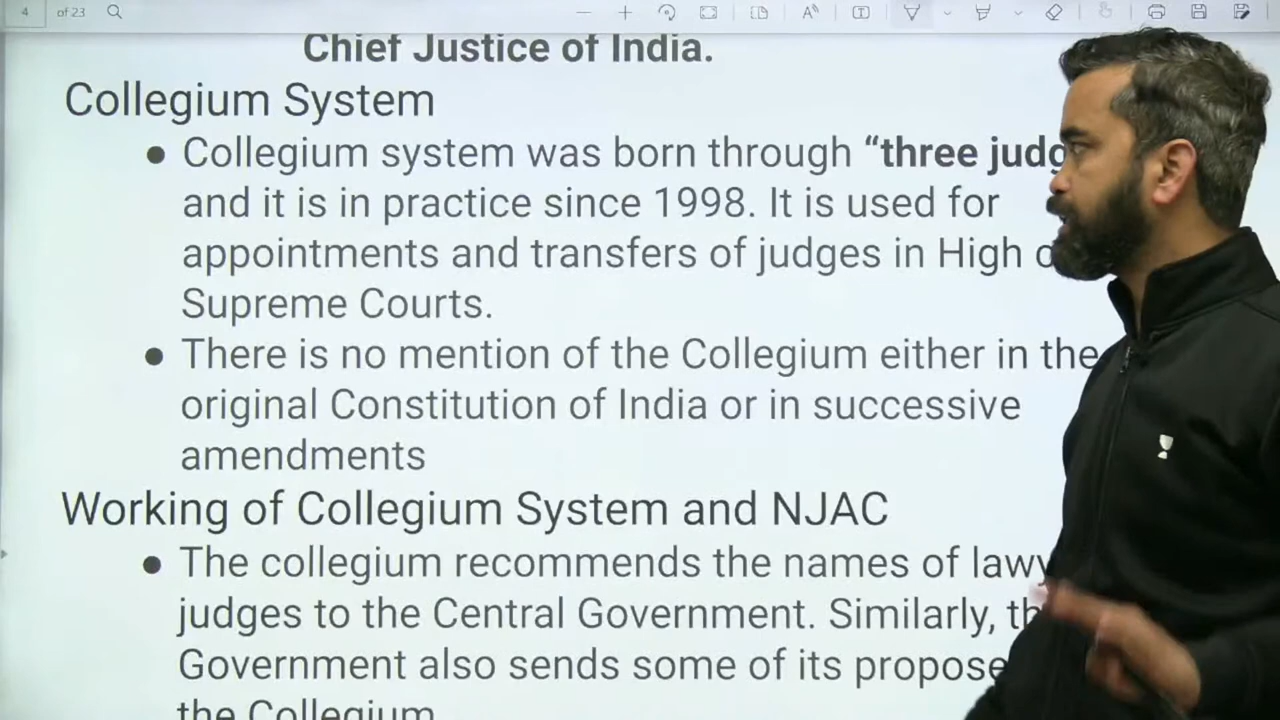 4 of 23
Chief Justice of India.
Collegium System
● Collegium system was born through “three
and it is in practice since 1998. It is used for
appointments and transfers of judges in High
Supreme Courts.
● There is no mention of the Collegium either in the
original Constitution of India or in successive
amendments
Working of Collegium System and NJAC
● The collegium recommends the names of
judges to the Central Government. Similarly,
Government also sends some of its
the Collegium.